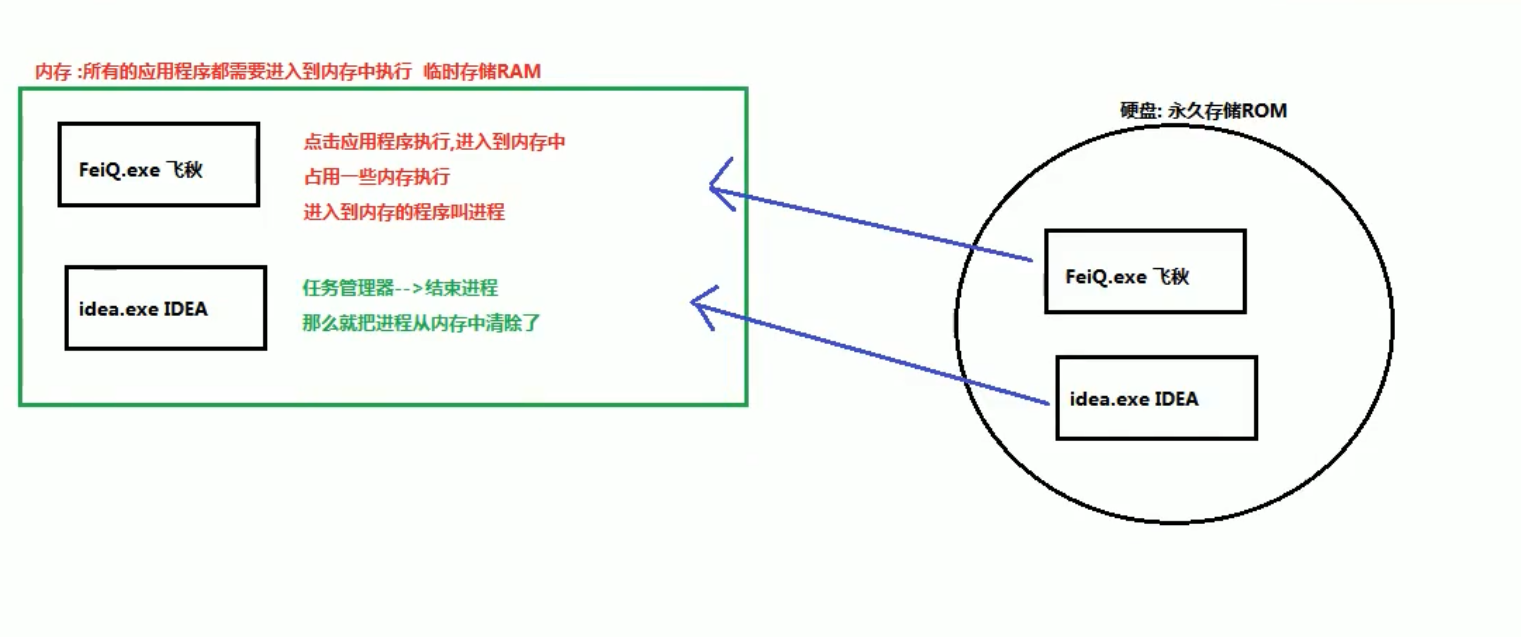 内存 :所有的应用程序都需要进入到内存中执行 临时存储RAM
FeiQ.exe 飞秋
点击应用程序执行,进入到内存中
占用一些内存执行
进入到内存的程序叫进程
idea.exe IDEA
任务管理器-->结束进程
那么就把进程从内存中清除了
硬盘: 永久存储ROM
FeiQ.exe 飞秋
idea.exe IDEA